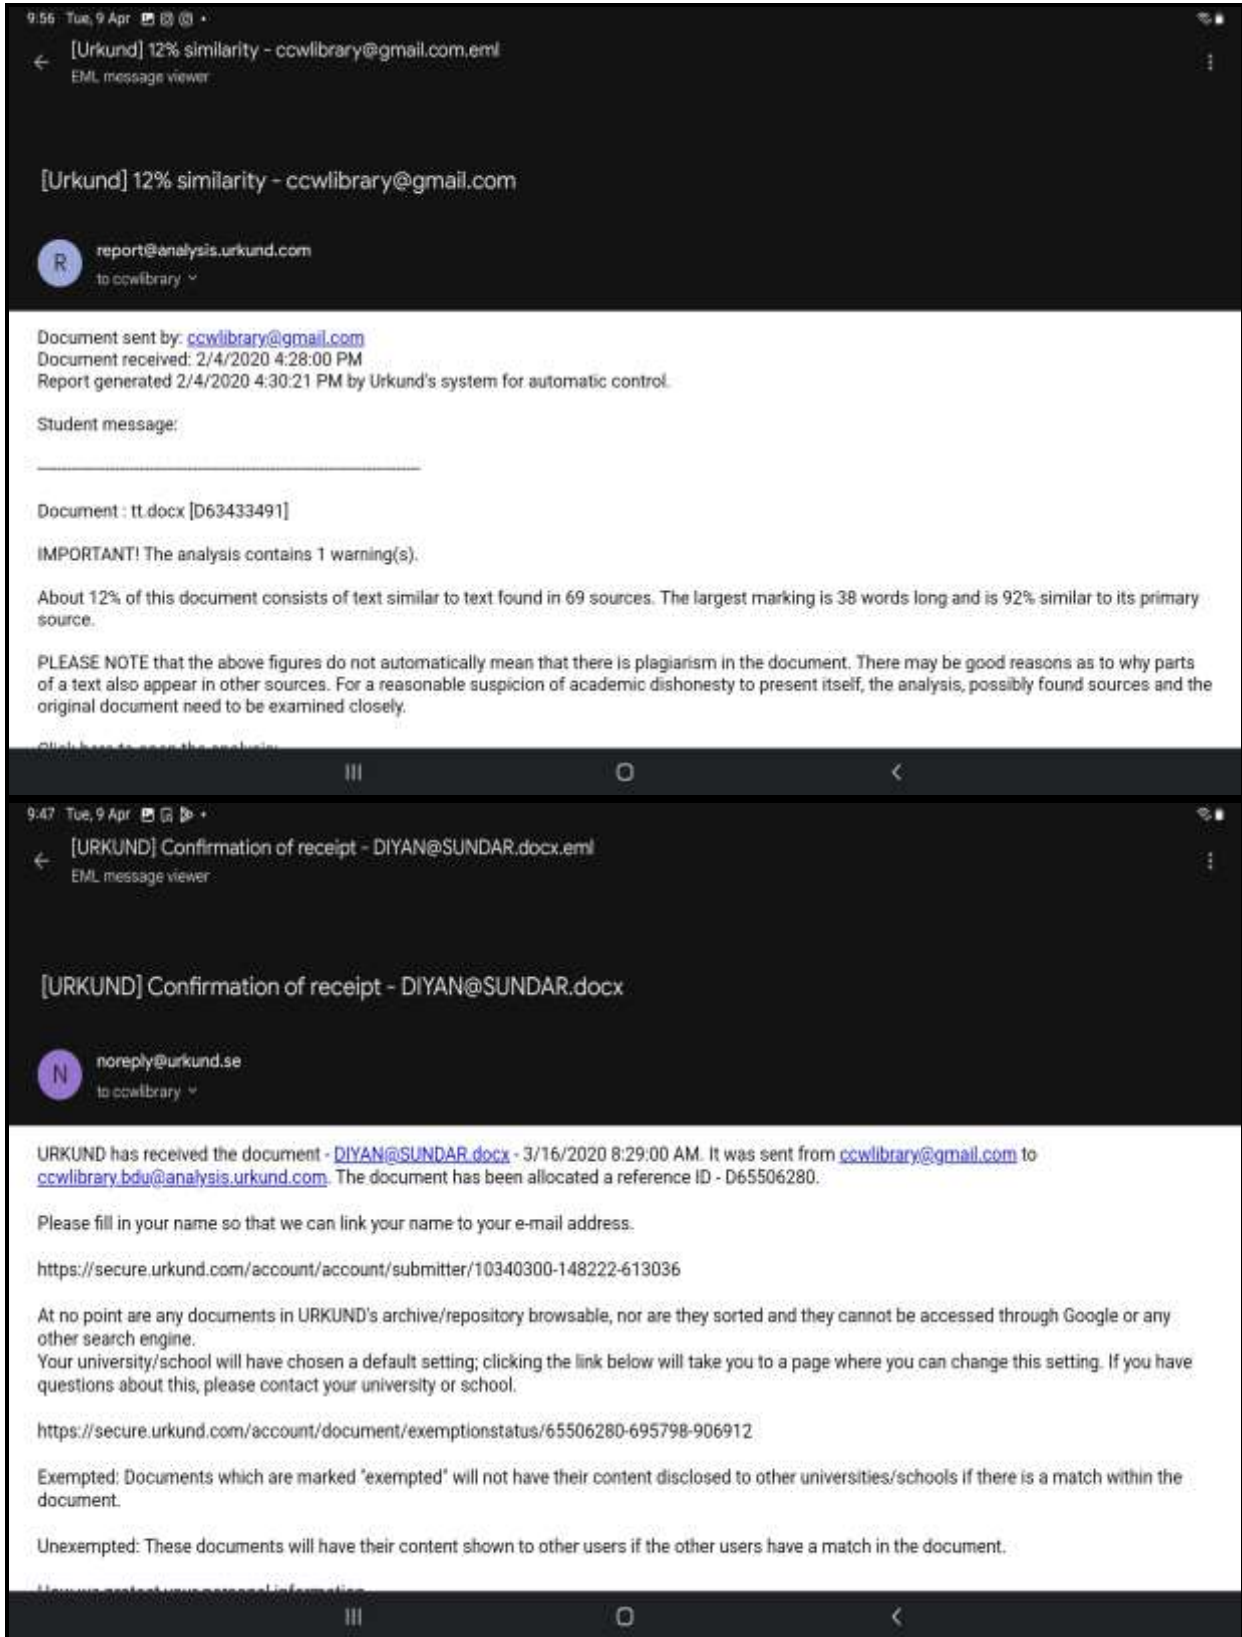 9:56 Tue, 9 Apr
[Urkund] 12% similarity - ccwlibrary@gmail.com.eml
EML message viewer
[Urkund] 12% similarity - ccwlibrary@gmail.com
R
report@analysis.urkund.com
to ccwlibrary
Document sent by: ccwlibrary@gmail.com
Document received: 2/4/2020 4:28:00 PM
Report generated 2/4/2020 4:30:21 PM by Urkund's system for automatic control.
Student message:
Document : tt.docx [D63433491]
IMPORTANT! The analysis contains 1 warning(s).
About 12% of this document consists of text similar to text found in 69 sources. The largest marking is 38 words long and is 92% similar to its primary
source.
PLEASE NOTE that the above figures do not automatically mean that there is plagiarism in the document. There may be good reasons as to why parts
of a text also appear in other sources. For a reasonable suspicion of academic dishonesty to present itself, the analysis, possibly found sources and the
original document need to be examined closely.
Click here to open the analysis:
9:47 Tue, 9 Apr
[URKUND] Confirmation of receipt - DIYAN@SUNDAR.docx.eml
EML message viewer
[URKUND] Confirmation of receipt - DIYAN@SUNDAR.docx
N
noreply@urkund.se
to ccwlibrary
URKUND has received the document - DIYAN@SUNDAR.docx - 3/16/2020 8:29:00 AM. It was sent from ccwlibrary@gmail.com to
ccwlibrary.bdu@analysis.urkund.com. The document has been allocated a reference ID - D65506280.
Please fill in your name so that we can link your name to your e-mail address.
https://secure.urkund.com/account/account/submitter/10340300-148222-613036
At no point are any documents in URKUND's archive/repository browsable, nor are they sorted and they cannot be accessed through Google or any
other search engine.
Your university/school will have chosen a default setting; clicking the link below will take you to a page where you can change this setting. If you have
questions about this, please contact your university or school.
https://secure.urkund.com/account/document/exemptionstatus/65506280-695798-906912
Exempted: Documents which are marked "exempted" will not have their content disclosed to other universities/schools if there is a match within the
document.
Unexempted: These documents will have their content shown to other users if the other users have a match in the document.
How we protect your personal information